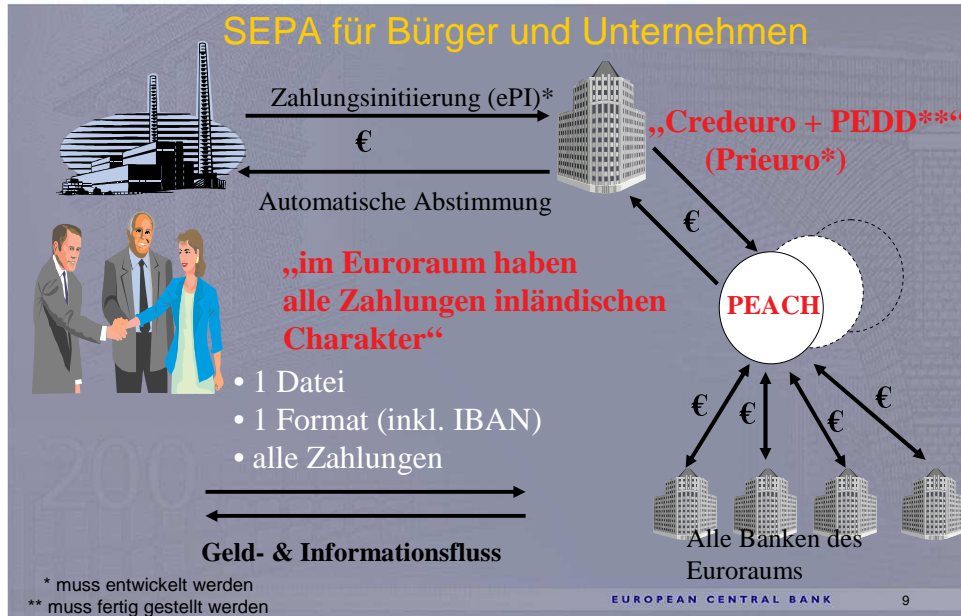 SEPA für Bürger und Unternehmen
Zahlungsinitiierung (ePI)*
€
Automatische Abstimmung
„Credeuro + PEDD**“
(Prieuro*)
€
PEACH
„im Euroraum haben
alle Zahlungen inländischen
Charakter“
• 1 Datei
• 1 Format (inkl. IBAN)
• alle Zahlungen
€
€
€
€
Geld- & Informationsfluss
Alle Banken des
Euroraums
* muss entwickelt werden
** muss fertig gestellt werden
EUROPEAN CENTRAL BANK
9
200